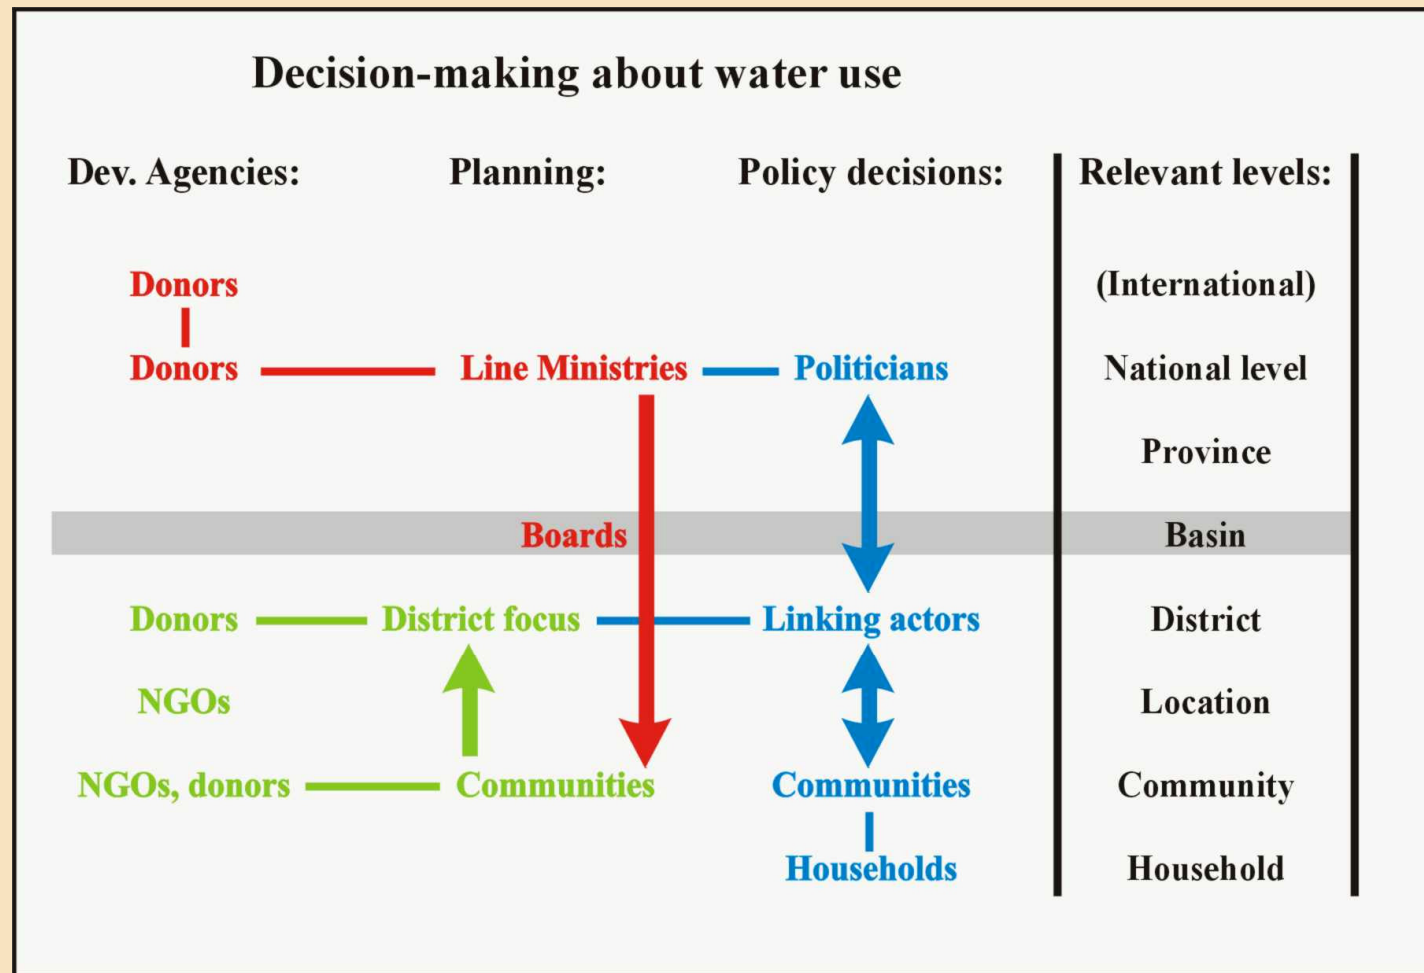 Decision-making about water use
Dev. Agencies: Planning: Policy decisions: Relevant levels:
Donors (International)
Donors Line Ministries Politicians National level
Province
Boards Basin
Donors District focus Linking actors District
NGOs Location
NGOs, donors Communities Communities Community
Households Household